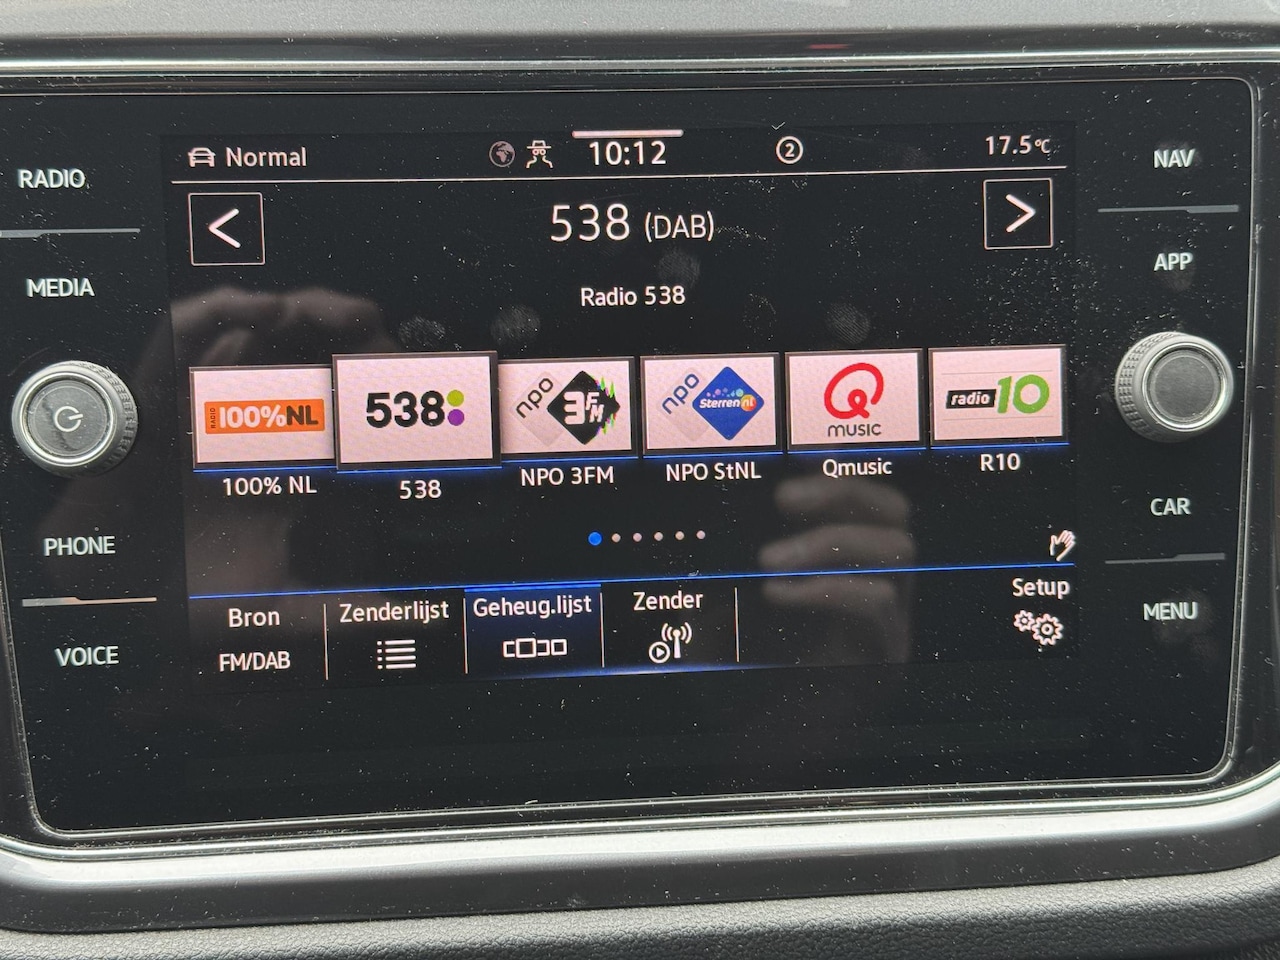 RADIO
MEDIA
PHONE
VOICE
Normal
10:12
2
17.5°C
<
538 (DAB)
>
Radio 538
RADIO 100%NL
538
npo 3FM
npo Sterren nl
Q MUSIC
radio 10
100% NL
538
NPO 3FM
NPO StNL
Qmusic
R10
Bron
FM/DAB
Zenderlijst
Geheug.lijst
Zender
Setup
NAV
APP
CAR
MENU